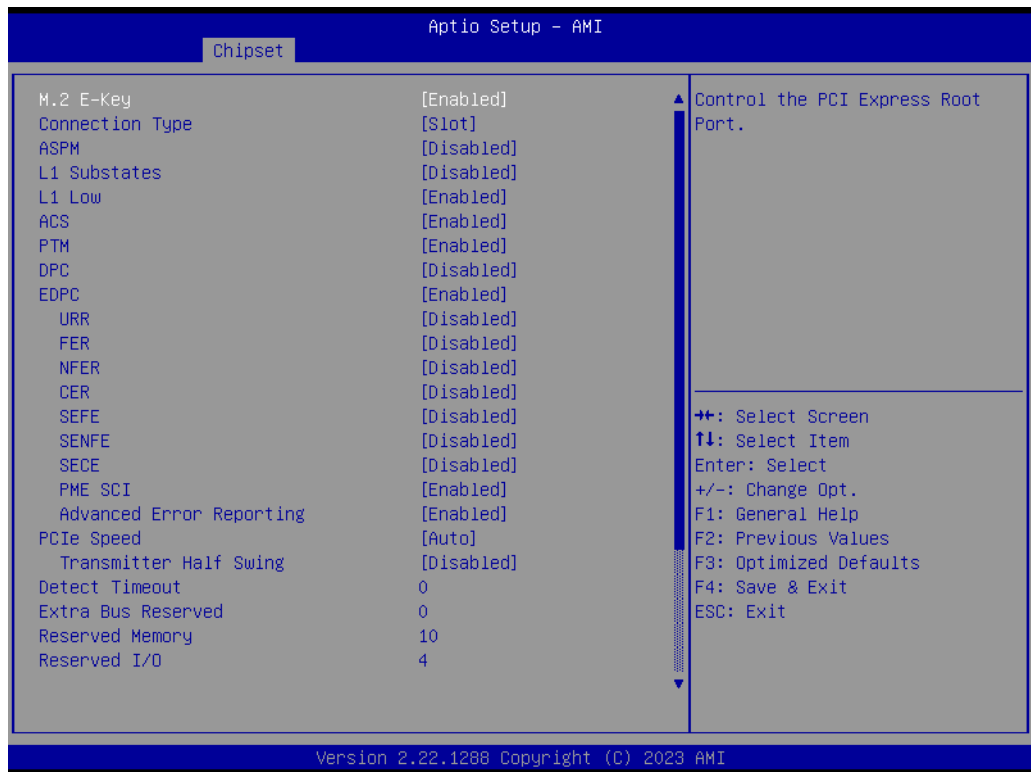 Aptio Setup – AMI
Chipset
M.2 E-Key [Enabled]
Connection Type [Slot]
ASPM [Disabled]
L1 Substates [Disabled]
L1 Low [Enabled]
ACS [Enabled]
PTM [Enabled]
DPC [Disabled]
EDPC [Enabled]
URR [Disabled]
FER [Disabled]
NFER [Disabled]
CER [Disabled]
SEFE [Disabled]
SENFE [Disabled]
SECE [Disabled]
PME SCI [Enabled]
Advanced Error Reporting [Enabled]
PCIe Speed [Auto]
Transmitter Half Swing [Disabled]
Detect Timeout 0
Extra Bus Reserved 0
Reserved Memory 10
Reserved I/O 4
Control the PCI Express Root
Port.
→←: Select Screen
↑↓: Select Item
Enter: Select
+/-: Change Opt.
F1: General Help
F2: Previous Values
F3: Optimized Defaults
F4: Save & Exit
ESC: Exit
Version 2.22.1288 Copyright (C) 2023 AMI